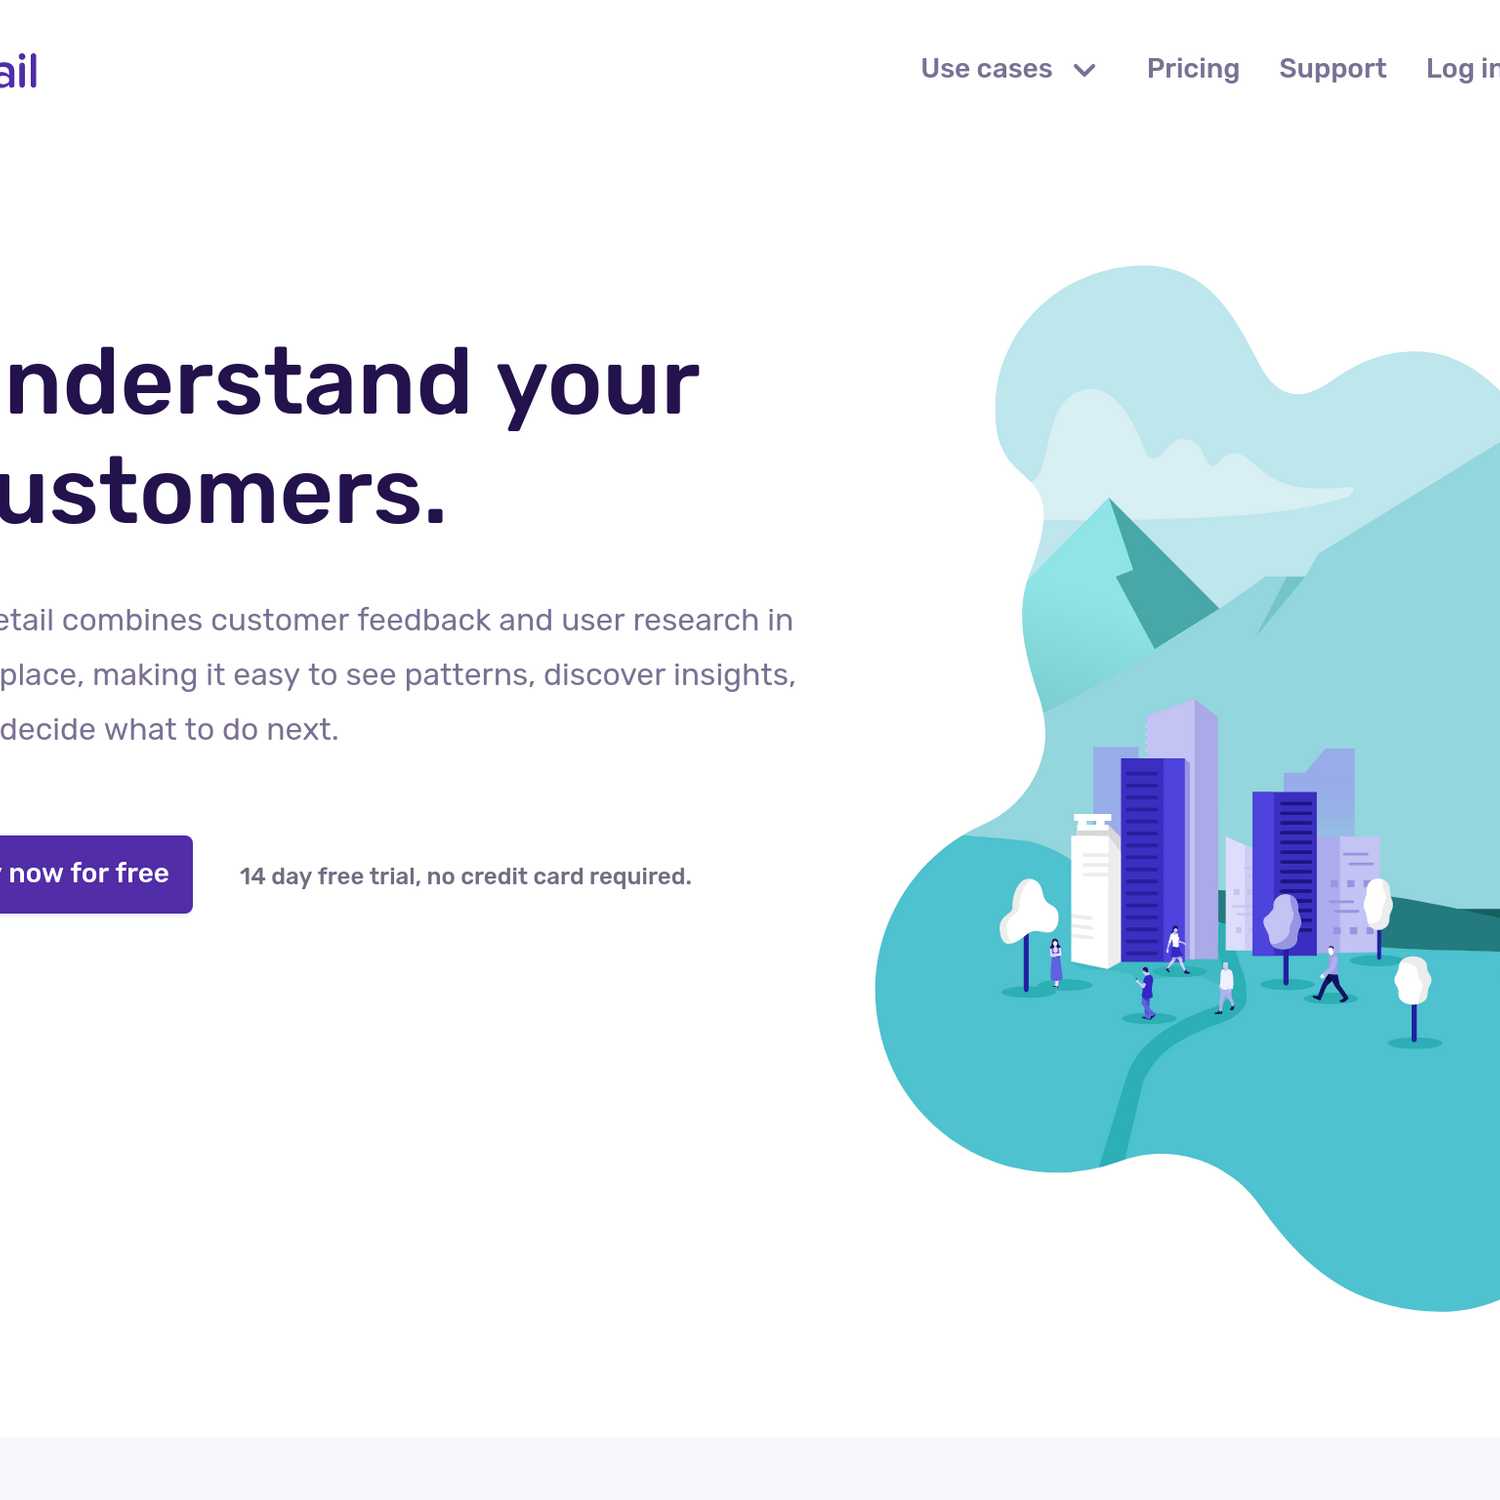 ail
Use cases Pricing Support Log in
nderstand your
ustomers.
etail combines customer feedback and user research in
place, making it easy to see patterns, discover insights,
decide what to do next.
now for free
14 day free trial, no credit card required.